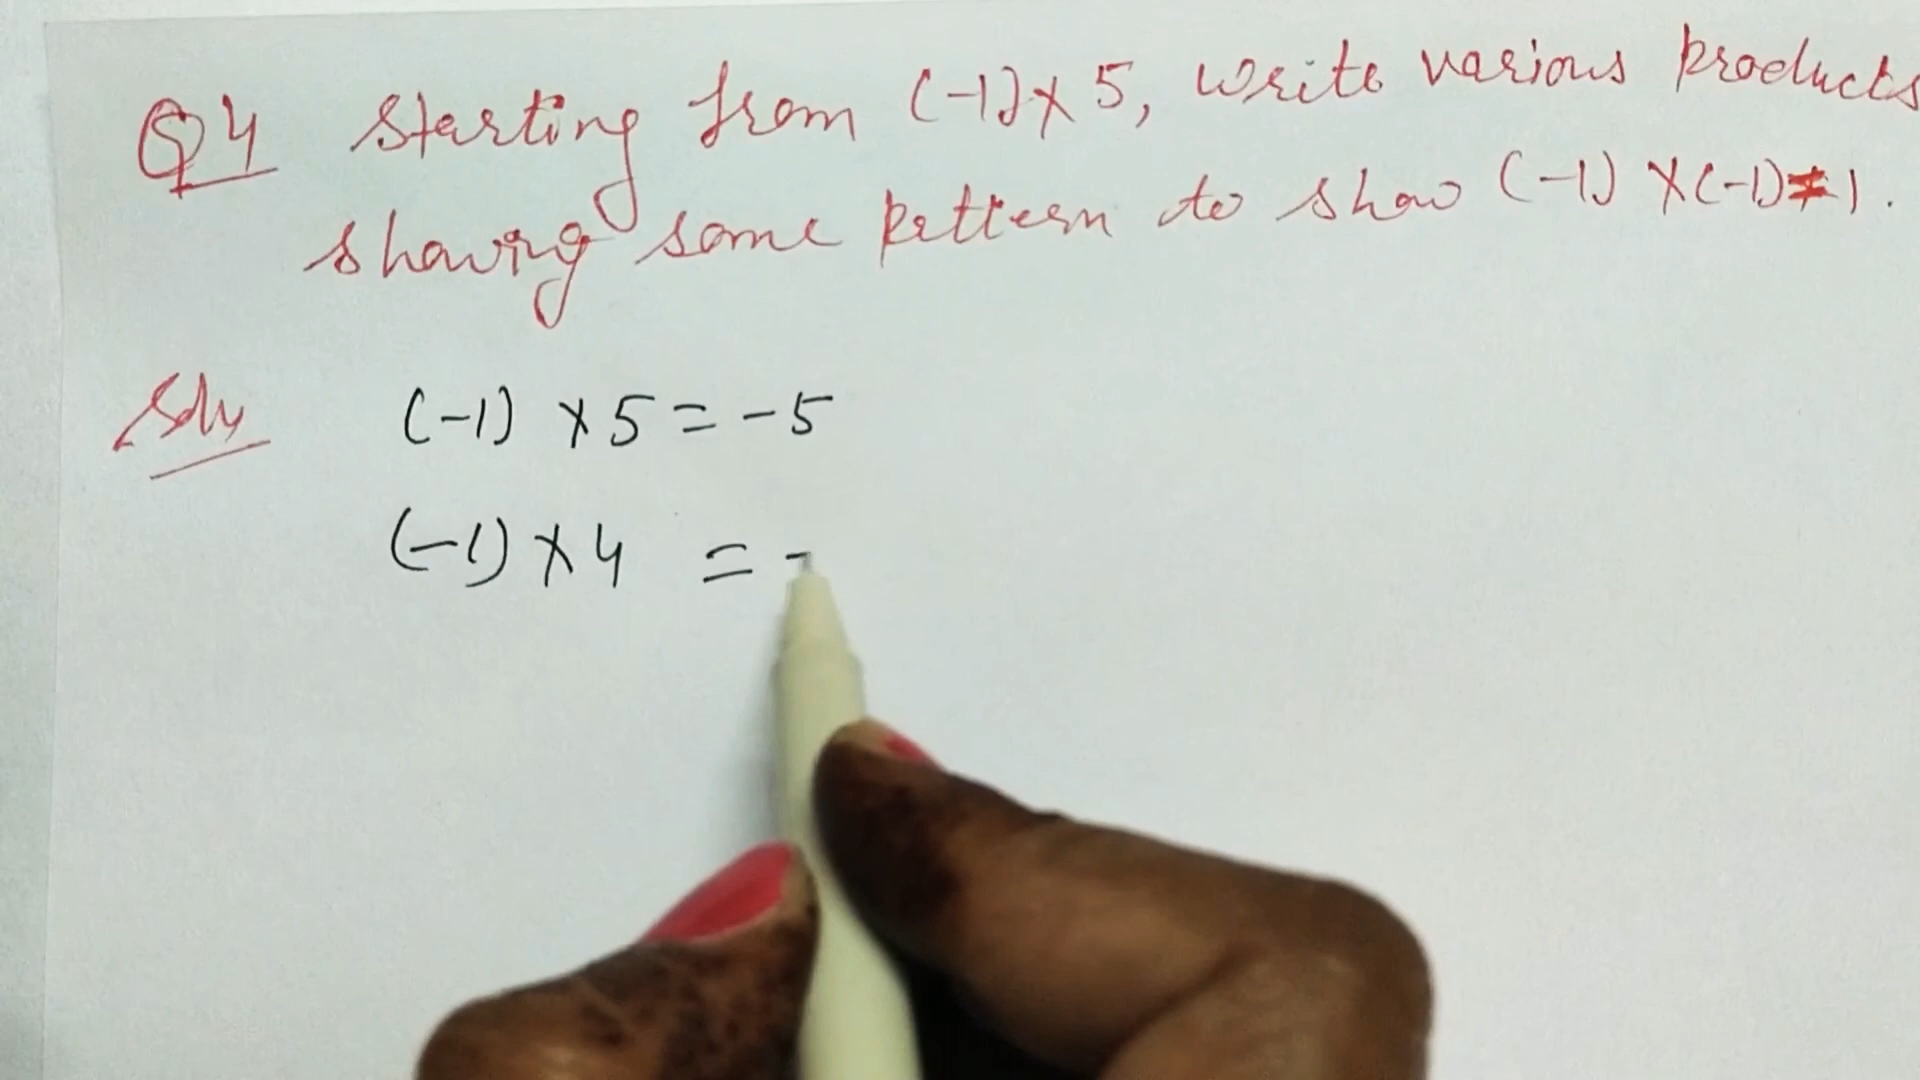 Q4 Starting from (-1) × 5, write various products
showing some pattern to show (-1) × (-1) = 1.
Soln (-1) × 5 = -5
(-1) × 4 = -